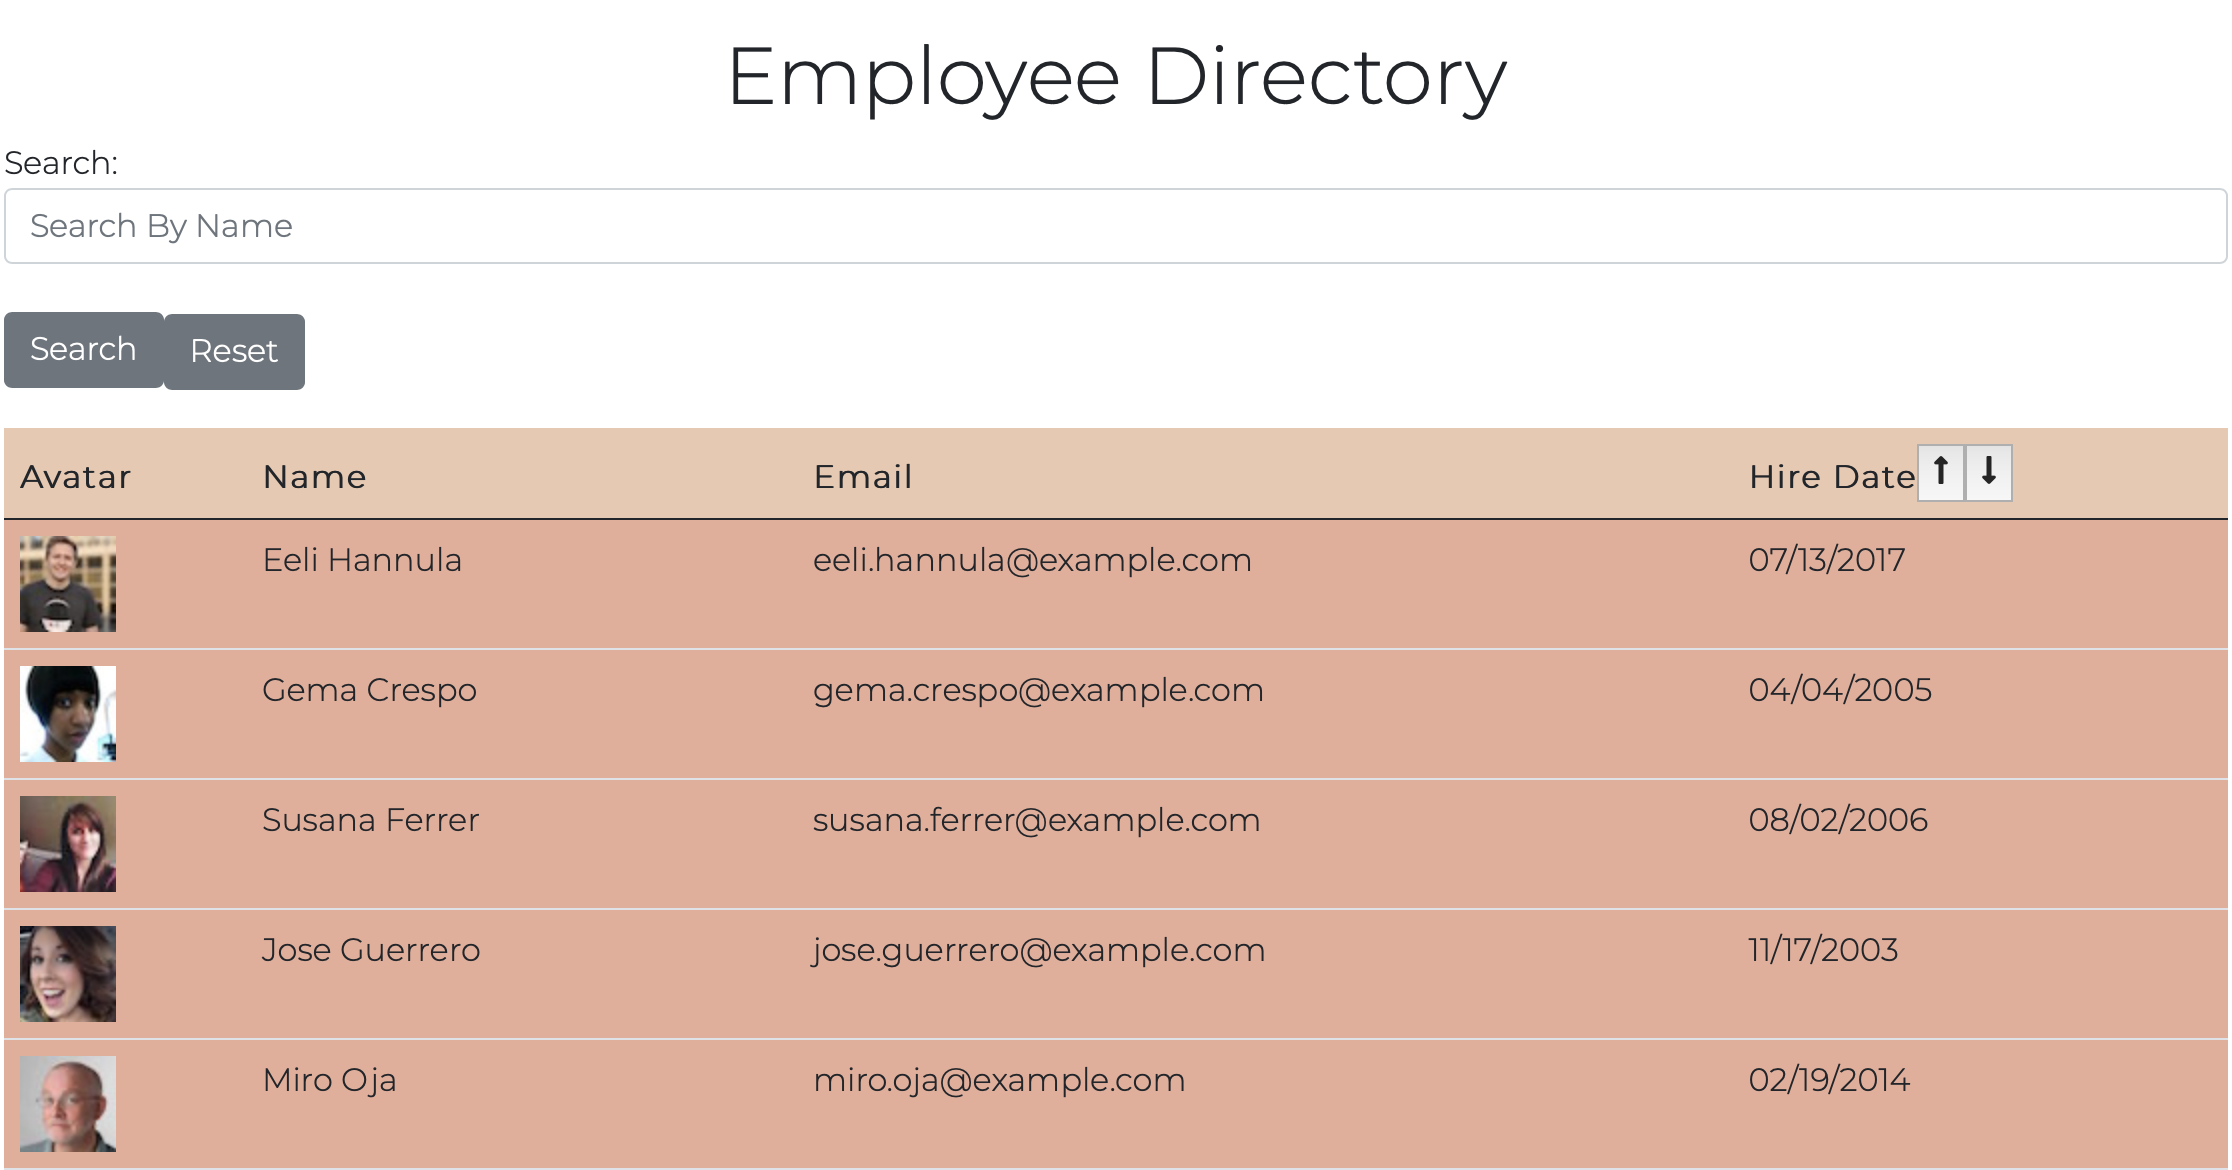 Employee Directory
Search:
Search By Name
Search Reset
Avatar Name Email Hire Date
Eeli Hannula eeli.hannula@example.com 07/13/2017
Gema Crespo gema.crespo@example.com 04/04/2005
Susana Ferrer susana.ferrer@example.com 08/02/2006
Jose Guerrero jose.guerrero@example.com 11/17/2003
Miro Oja miro.oja@example.com 02/19/2014